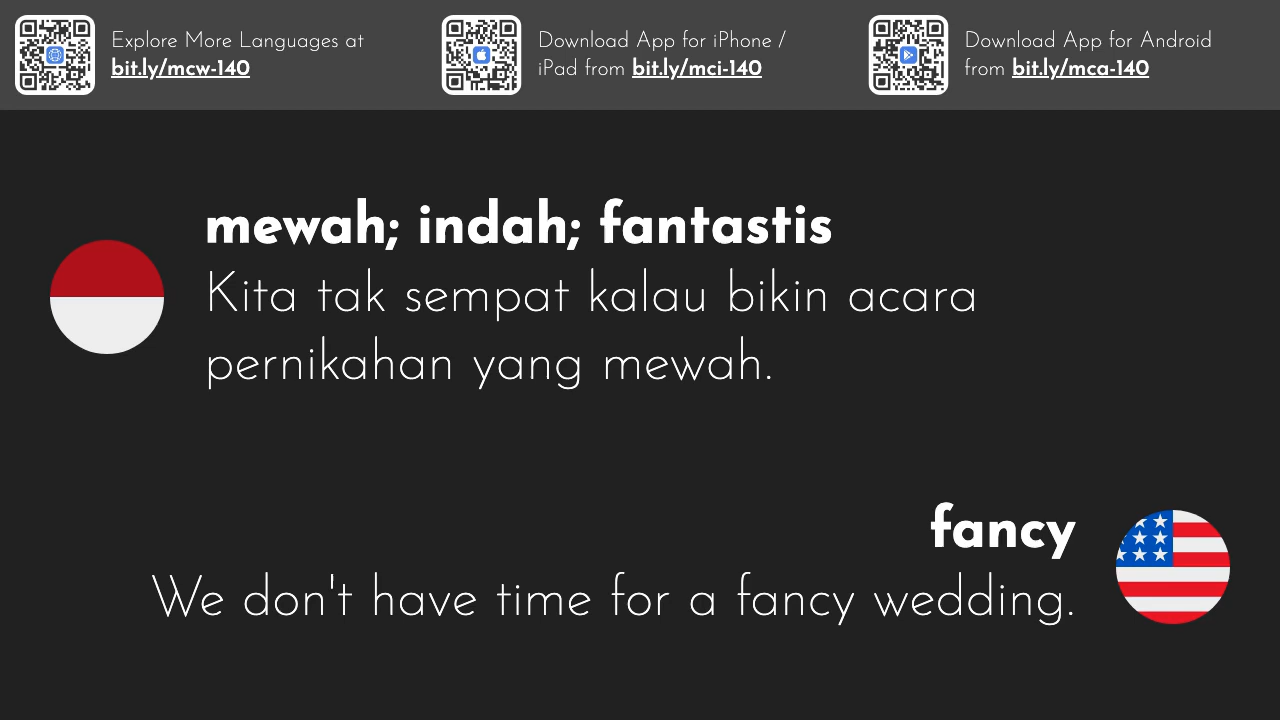 Explore More Languages at
bit.ly/mcw-140
Download App for iPhone /
iPad from bit.ly/mci-140
Download App for Android
from bit.ly/mca-140
mewah; indah; fantastis
Kita tak sempat kalau bikin acara
pernikahan yang mewah.
fancy
We don't have time for a fancy wedding.